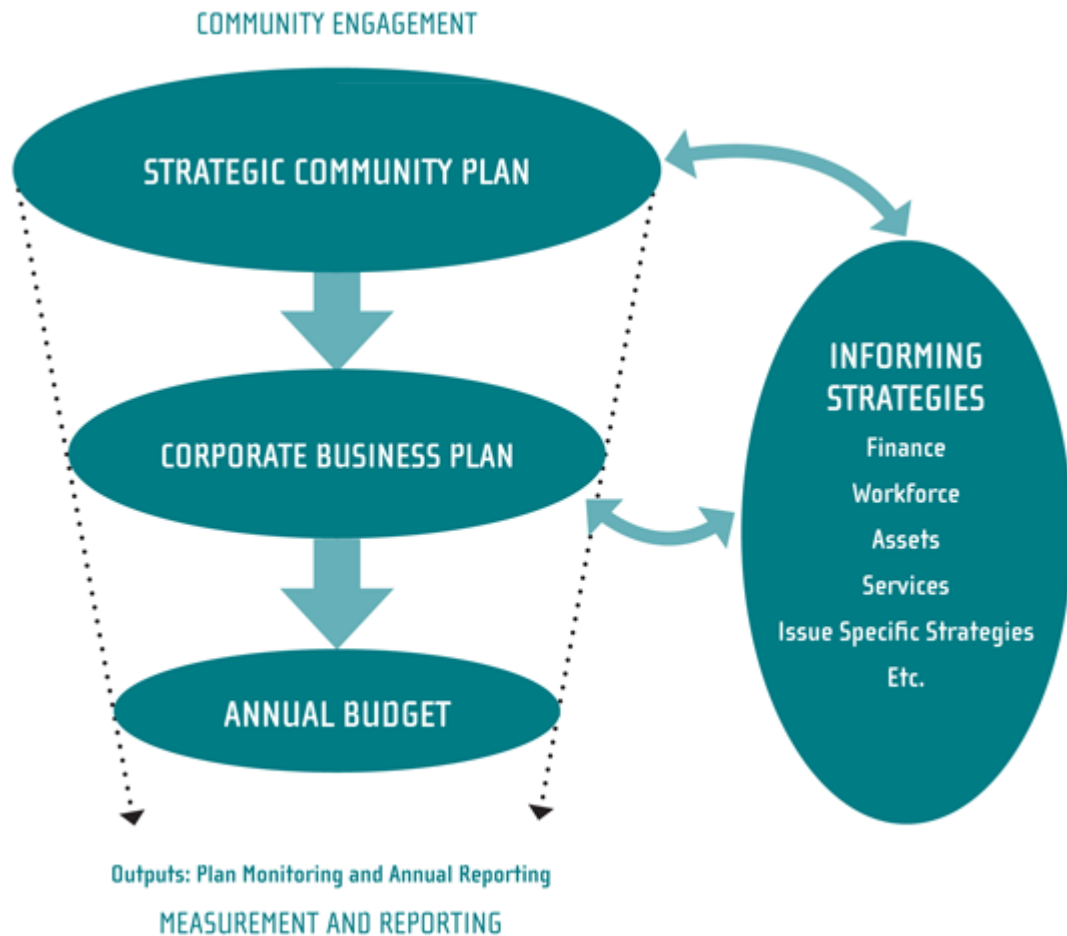 COMMUNITY ENGAGEMENT
STRATEGIC COMMUNITY PLAN
CORPORATE BUSINESS PLAN
ANNUAL BUDGET
INFORMING
STRATEGIES
Finance
Workforce
Assets
Services
Issue Specific Strategies
Etc.
Outputs: Plan Monitoring and Annual Reporting
MEASUREMENT AND REPORTING